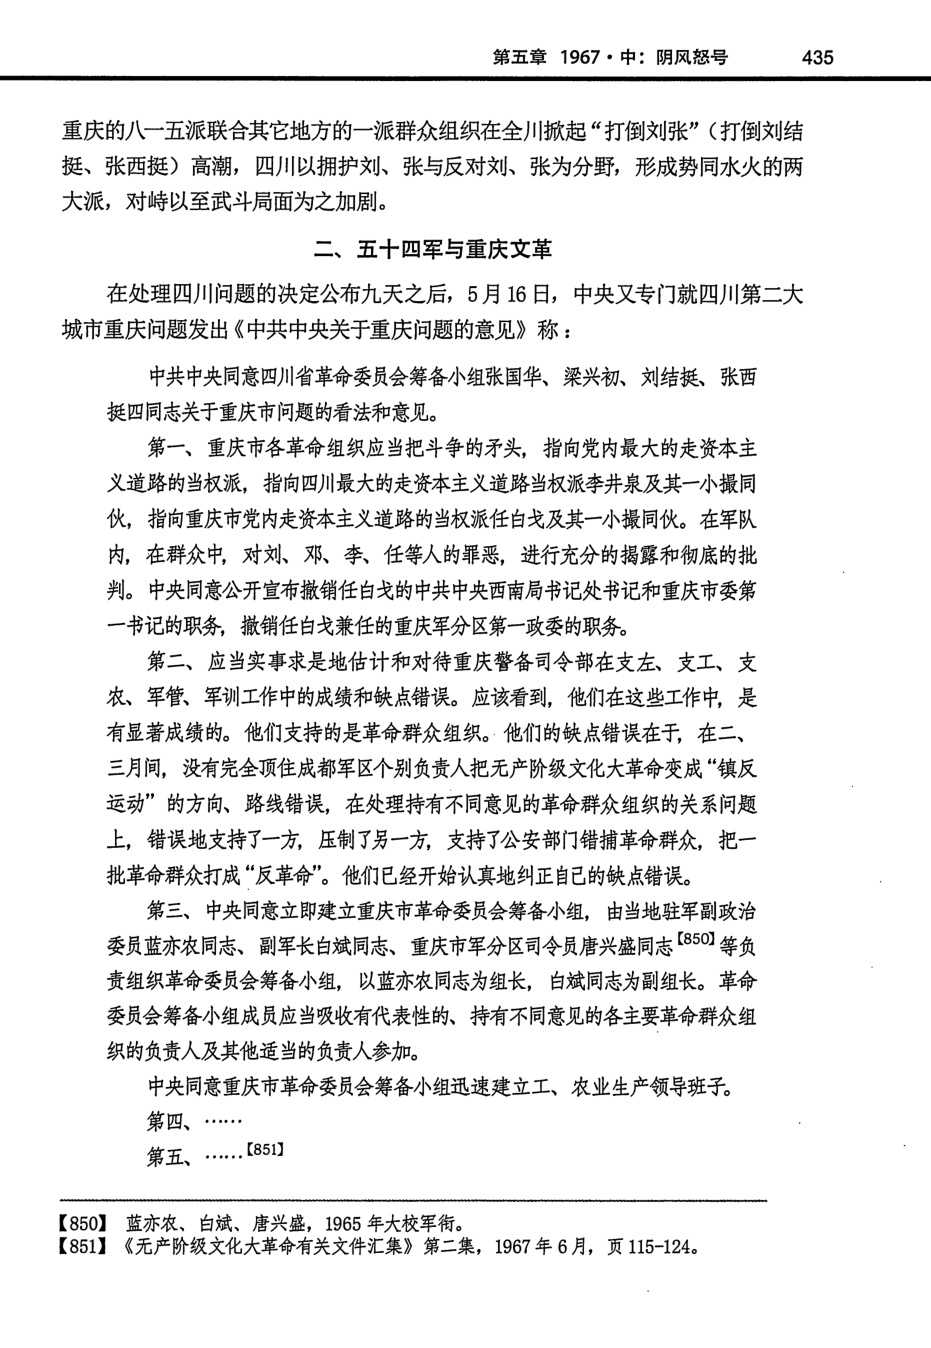 第五章 1967·中：阴风怒号 435
重庆的八一五派联合其它地方的一派群众组织在全川掀起“打倒刘张”（打倒刘结
挺、张西挺）高潮，四川以拥护刘、张与反对刘、张为分野，形成势同水火的两
大派，对峙以至武斗局面为之加剧。
二、五十四军与重庆文革
在处理四川问题的决定公布九天之后，5月16日，中央又专门就四川第二大
城市重庆问题发出《中共中央关于重庆问题的意见》称：
中共中央同意四川省革命委员会筹备小组张国华、梁兴初、刘结挺、张西
挺四同志关于重庆市问题的看法和意见。
第一、重庆市各革命组织应当把斗争的矛头，指向党内最大的走资本主
义道路的当权派，指向四川最大的走资本主义道路当权派李井泉及其一小撮同
伙，指向重庆市党内走资本主义道路的当权派任白戈及其一小撮同伙。在军队
内，在群众中，对刘、邓、李、任等人的罪恶，进行充分的揭露和彻底的批
判。中央同意公开宣布撤销任白戈的中共中央西南局书记处书记和重庆市委第
一书记的职务，撤销任白戈兼任的重庆军分区第一政委的职务。
第二、应当实事求是地估计和对待重庆警备司令部在支左、支工、支
农、军管、军训工作中的成绩和缺点错误。应该看到，他们在这些工作中，是
有显著成绩的。他们支持的是革命群众组织。他们的缺点错误在于，在二、
三月间，没有完全顶住成都军区个别负责人把无产阶级文化大革命变成“镇反
运动”的方向、路线错误，在处理持有不同意见的革命群众组织的关系问题
上，错误地支持了一方，压制了另一方，支持了公安部门错捕革命群众，把一
批革命群众打成“反革命”。他们已经开始认真地纠正自己的缺点错误。
第三、中央同意立即建立重庆市革命委员会筹备小组，由当地驻军副政治
委员蓝亦农同志、副军长白斌同志、重庆市军分区司令员唐兴盛同志【850】等负
责组织革命委员会筹备小组，以蓝亦农同志为组长，白斌同志为副组长。革命
委员会筹备小组成员应当吸收有代表性的、持有不同意见的各主要革命群众组
织的负责人及其他适当的负责人参加。
中央同意重庆市革命委员会筹备小组迅速建立工、农业生产领导班子。
第四、……
第五、……【851】
【850】 蓝亦农、白斌、唐兴盛，1965年大校军衔。
【851】《无产阶级文化大革命有关文件汇集》第二集，1967年6月，页115-124。